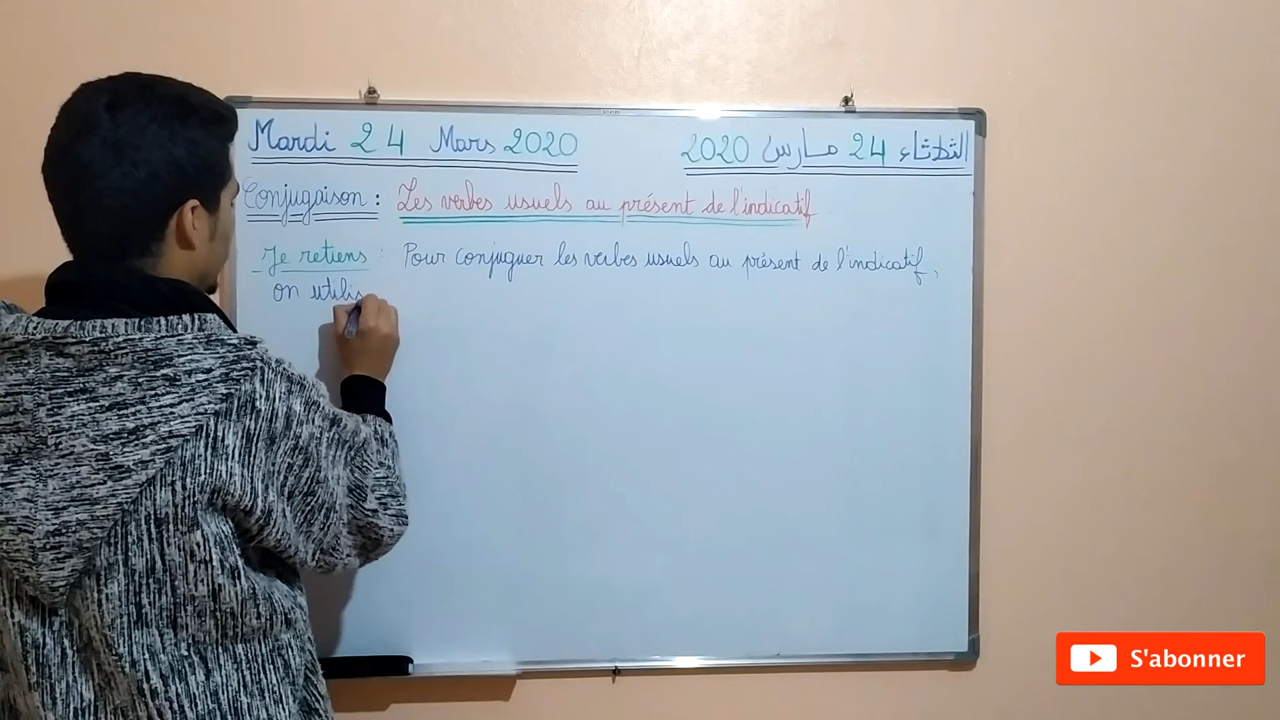 Mardi 24 Mars 2020
الثلاثاء 24 مارس 2020
Conjugaison : Les verbes usuels au présent de l'indicatif
Je retiens : Pour conjuguer les verbes usuels au présent de l'indicatif,
on utilis
S'abonner